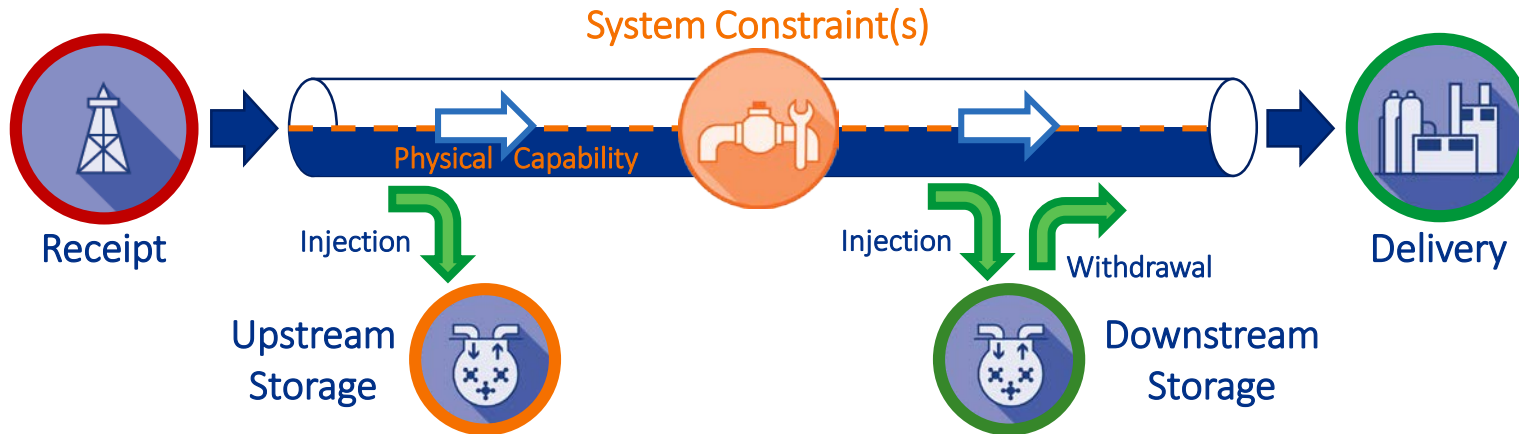 System Constraint(s)
Physical Capability
Receipt
Injection
Injection
Withdrawal
Delivery
Upstream
Storage
Downstream
Storage